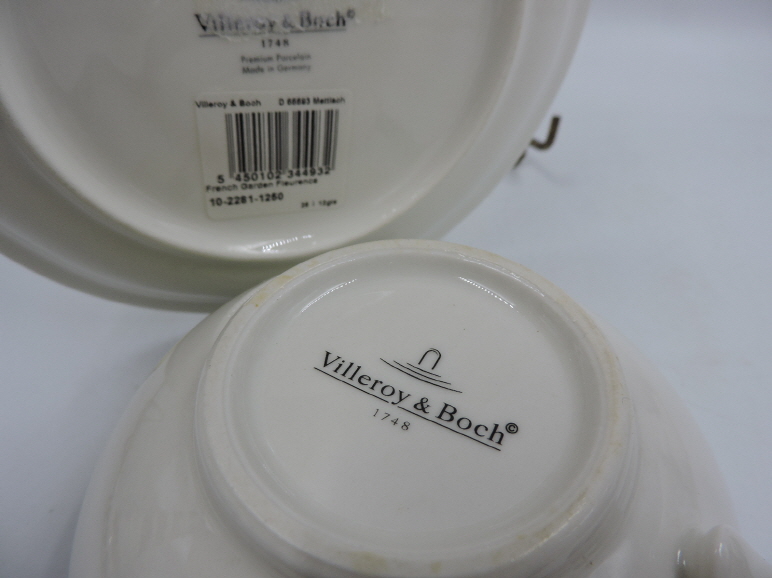 Villeroy & Boch©
1748
Premium Porcelain
Made in Germany
Villeroy & Boch D 66693 Mettlach
5 450102 344932
French Garden Fleurence
10-2281-1250
Villeroy & Boch©
1748